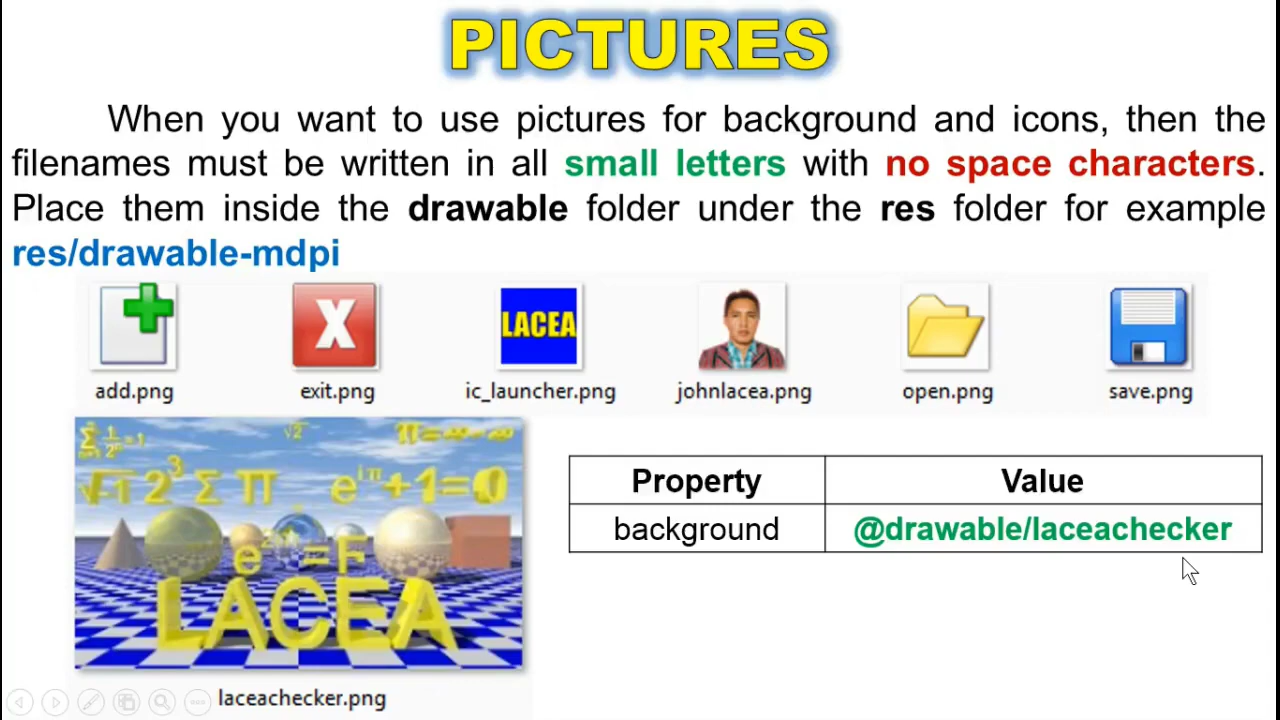 PICTURES
When you want to use pictures for background and icons, then the
filenames must be written in all small letters with no space characters.
Place them inside the drawable folder under the res folder for example
res/drawable-mdpi
LACEA
add.png exit.png ic_launcher.png johnlacea.png open.png save.png
LACEA
laceachecker.png
Property Value
background @drawable/laceachecker